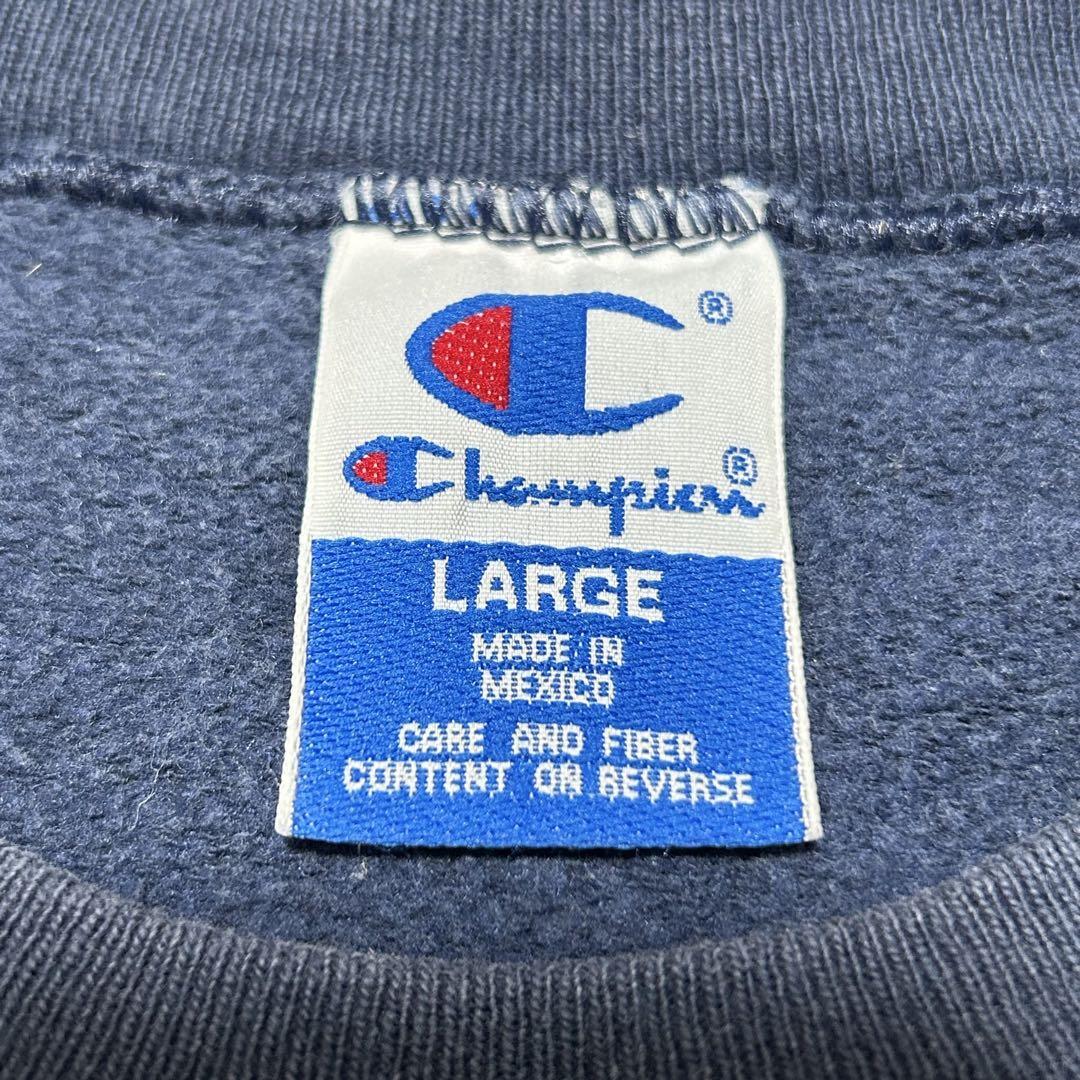 ®
Champion®
LARGE
MADE IN
MEXICO
CARE AND FIBER
CONTENT ON REVERSE